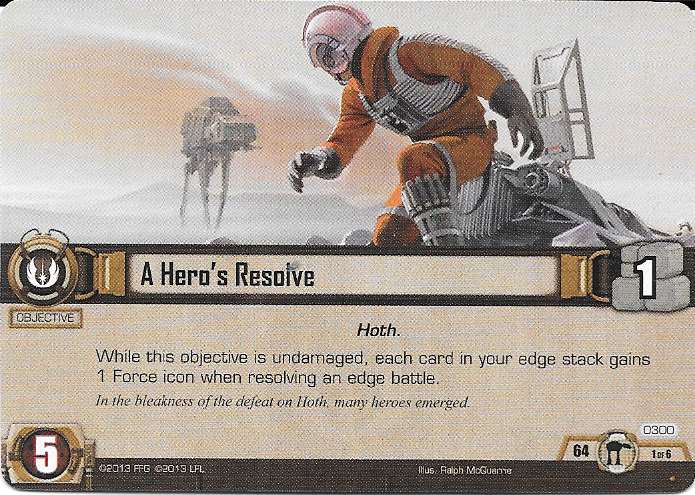 A Hero's Resolve
1
OBJECTIVE
Hoth.
While this objective is undamaged, each card in your edge stack gains
1 Force icon when resolving an edge battle.
In the bleakness of the defeat on Hoth, many heroes emerged.
5
©2013 FFG ©2013 LFL
Illus. Ralph McQuarrie
64
0300
1 OF 6